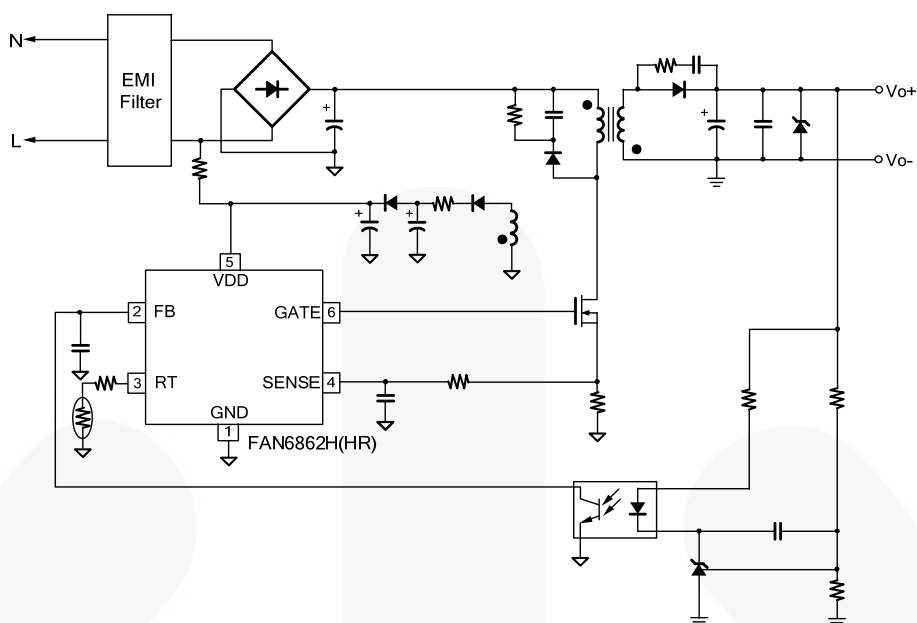 N
EMI
Filter
L
+
+
Vo+
Vo-
+
+
5
VDD
2 FB
GATE 6
3 RT
SENSE 4
GND
1
FAN6862H(HR)